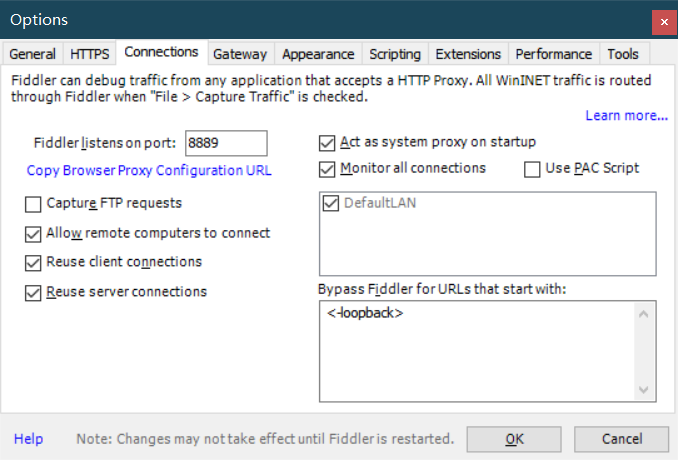 Options
General HTTPS Connections Gateway Appearance Scripting Extensions Performance Tools
Fiddler can debug traffic from any application that accepts a HTTP Proxy. All WinINET traffic is routed
through Fiddler when "File > Capture Traffic" is checked.
Learn more...
Fiddler listens on port: 8889
Copy Browser Proxy Configuration URL
Capture FTP requests
Allow remote computers to connect
Reuse client connections
Reuse server connections
Act as system proxy on startup
Monitor all connections Use PAC Script
DefaultLAN
Bypass Fiddler for URLs that start with:
<-loopback>
Help Note: Changes may not take effect until Fiddler is restarted. OK Cancel